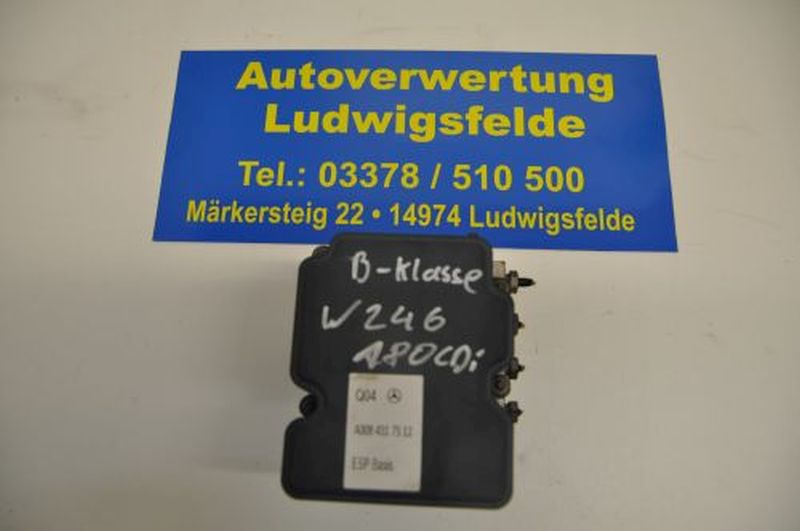 Autoverwertung
Ludwigsfelde
Tel.: 03378 / 510 500
Märkersteig 22 • 14974 Ludwigsfelde
B-Klasse
W246
180CDi
Q04
ESP Basis